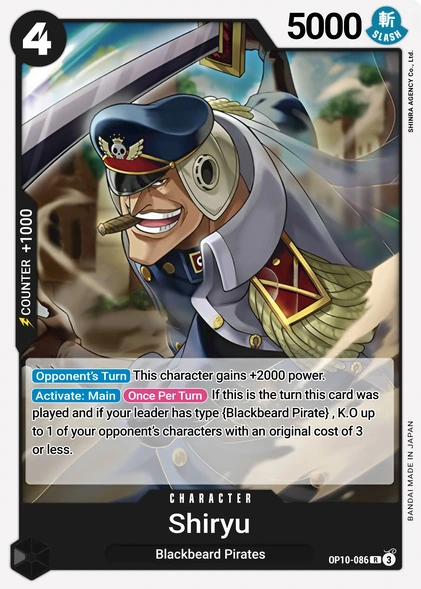 4
5000
斬
SLASH
SHINRA AGENCY Co., Ltd.
COUNTER +1000
Opponent's Turn This character gains +2000 power.
Activate: Main Once Per Turn If this is the turn this card was
played and if your leader has type {Blackbeard Pirate} , K.O up
to 1 of your opponent's characters with an original cost of 3
or less.
BANDAI MADE IN JAPAN
CHARACTER
Shiryu
Blackbeard Pirates
OP10-086 R 3